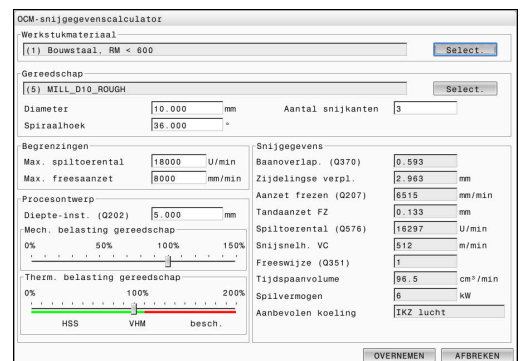 OCM-snijgegevenscalculator
Werkstukmateriaal
(1) Bouwstaal, RM < 600
Select.
Gereedschap
(5) MILL_D10_ROUGH
Select.
Diameter 10.000 mm
Aantal snijkanten 3
Spiraalhoek 36.000 °
Begrenzingen
Max. spiltoerental 18000 U/min
Max. freesaanzet 8000 mm/min
Procesontwerp
Diepte-inst. (Q202) 5.000 mm
Mech. belasting gereedschap
0% 50% 100% 150%
Therm. belasting gereedschap
0% 100% 200%
HSS VHM besch.
Snijgegevens
Baanoverlap. (Q370) 0.593
Zijdelingse verpl. 2.963 mm
Aanzet frezen (Q207) 6515 mm/min
Tandaanzet FZ 0.133 mm
Spiltoerental (Q576) 16297 U/min
Snijsnelh. VC 512 m/min
Freeswijze (Q351) 1
Tijdspaanvolume 96.5 cm³/min
Spilvermogen 6 kW
Aanbevolen koeling IKZ lucht
OVERNEMEN
AFBREKEN